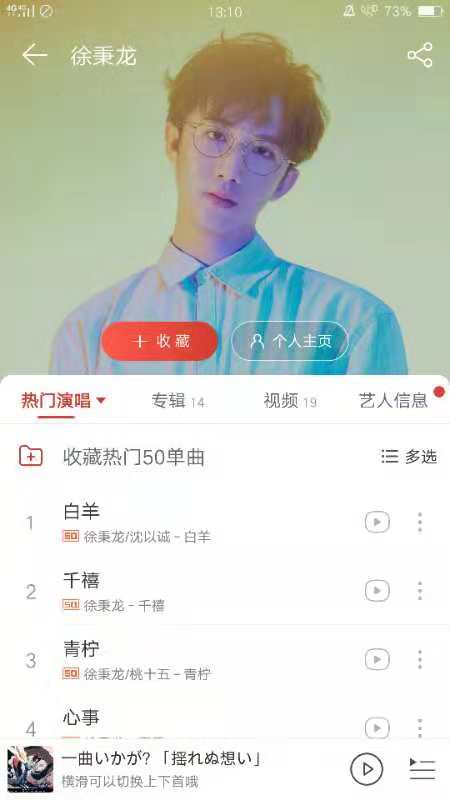 4G 4G 13:10 73%
徐秉龙
收藏 个人主页
热门演唱 专辑 14 视频 19 艺人信息
收藏热门50单曲 多选
1 白羊
SQ 徐秉龙/沈以诚 - 白羊
2 千禧
SQ 徐秉龙 - 千禧
3 青柠
SQ 徐秉龙/桃十五 - 青柠
4 心事
一曲いかが?「揺れぬ想い」
横滑可以切换上下首哦